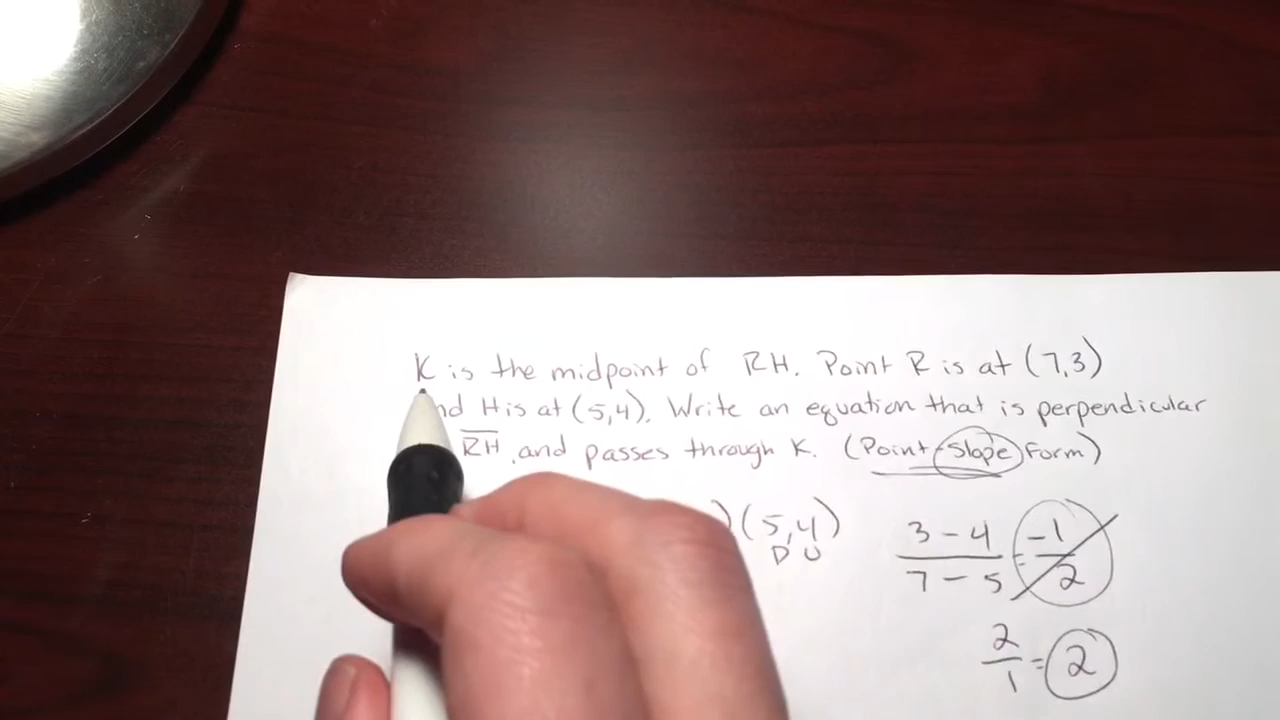 K is the midpoint of RH. Point R is at (7,3)
nd H is at (5,4). Write an equation that is perpendicular
RH and passes through K. (Point-Slope Form)
)(5,4)
D U
3 - 4
7 - 5
= -1
2
2
1
= 2